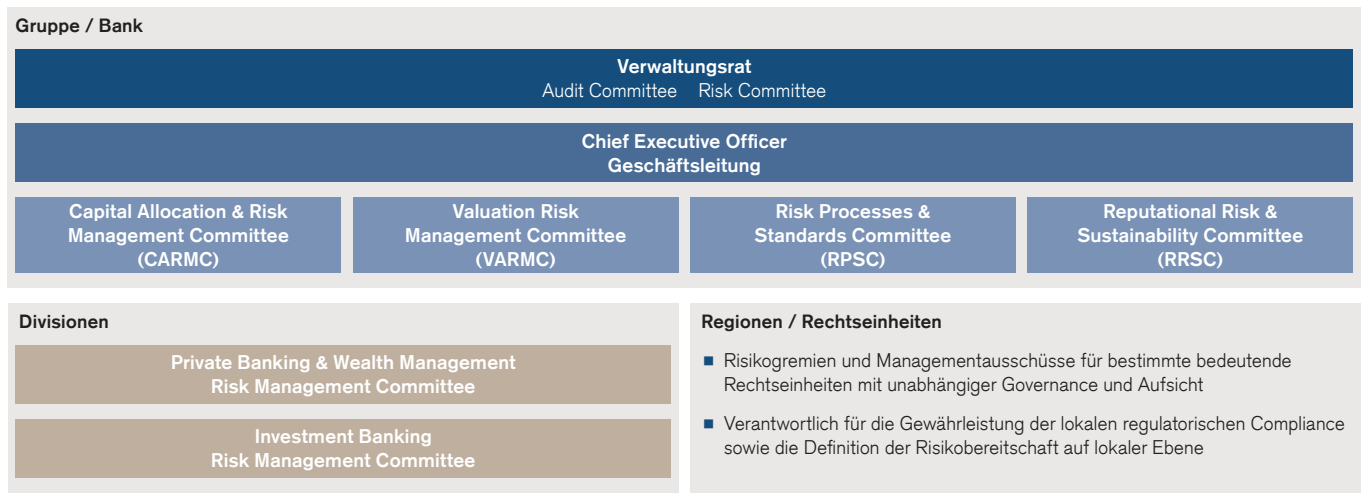 Gruppe / Bank
Verwaltungsrat
Audit Committee Risk Committee
Chief Executive Officer
Geschäftsleitung
Capital Allocation & Risk
Management Committee
(CARMC)
Valuation Risk
Management Committee
(VARMC)
Risk Processes &
Standards Committee
(RPSC)
Reputational Risk &
Sustainability Committee
(RRSC)
Divisionen
Private Banking & Wealth Management
Risk Management Committee
Investment Banking
Risk Management Committee
Regionen / Rechtseinheiten
■ Risikogremien und Managementausschüsse für bestimmte bedeutende
Rechtseinheiten mit unabhängiger Governance und Aufsicht
■ Verantwortlich für die Gewährleistung der lokalen regulatorischen Compliance
sowie die Definition der Risikobereitschaft auf lokaler Ebene